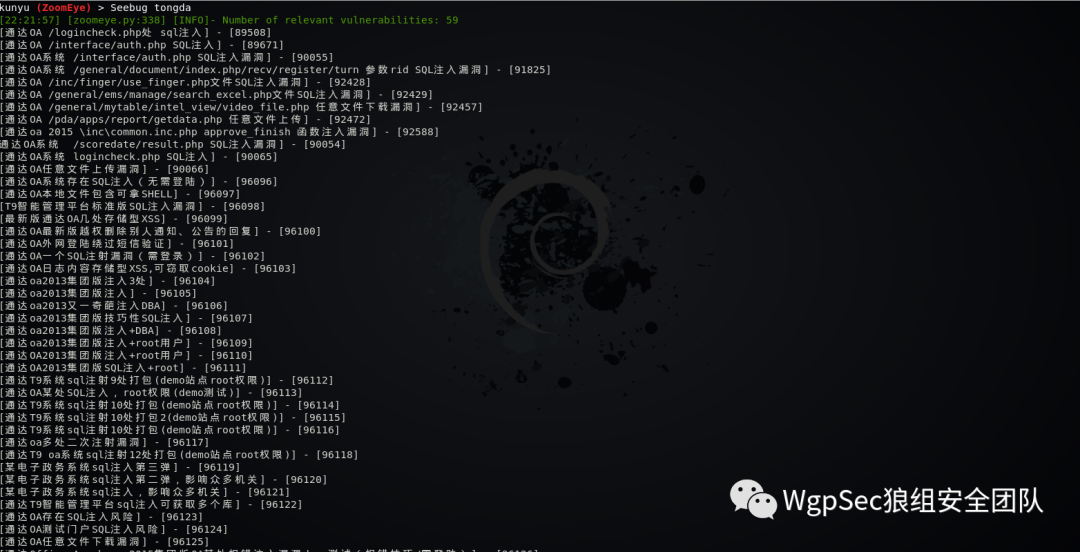 kunyu (ZoomEye) > Seebug tongda
[22:21:57] [zoomeye.py:338] [INFO]- Number of relevant vulnerabilities: 59
[通达OA /logincheck.php处 sql注入] - [89508]
[通达OA /interface/auth.php SQL注入] - [89671]
[通达OA系统 /interface/auth.php SQL注入漏洞] - [90055]
[通达OA系统 /general/document/index.php/recv/register/turn 参数rid SQL注入漏洞] - [91825]
[通达OA /inc/finger/use_finger.php文件SQL注入漏洞] - [92428]
[通达OA /general/ems/manage/search_excel.php文件SQL注入漏洞] - [92429]
[通达OA /general/mytable/intel_view/video_file.php 任意文件下载漏洞] - [92457]
[通达OA /pda/apps/report/getdata.php 任意文件上传] - [92472]
[通达oa 2015 \inc\common.inc.php approve_finish 函数注入漏洞] - [92588]
通达OA系统 /scoredate/result.php SQL注入漏洞] - [90054]
[通达OA系统 logincheck.php SQL注入] - [90065]
[通达OA任意文件上传漏洞] - [90066]
[通达OA系统存在SQL注入(无需登陆)] - [96096]
[通达OA本地文件包含可拿SHELL] - [96097]
[T9智能管理平台标准版SQL注入漏洞] - [96098]
[最新版通达OA几处存储型XSS] - [96099]
[通达OA最新版越权删除别人通知、公告的回复] - [96100]
[通达OA外网登陆绕过短信验证] - [96101]
[通达OA一个SQL注射漏洞(需登录)] - [96102]
[通达OA日志内容存储型XSS,可窃取cookie] - [96103]
[通达oa2013集团版注入3处] - [96104]
[通达oa2013集团版注入] - [96105]
[通达oa2013又一奇葩注入DBA] - [96106]
[通达oa2013集团版技巧性SQL注入] - [96107]
[通达oa2013集团版注入+DBA] - [96108]
[通达oa2013集团版注入+root用户] - [96109]
[通达OA2013集团版注入+root用户] - [96110]
[通达OA2013集团版SQL注入+root] - [96111]
[通达T9系统sql注射9处打包(demo站点root权限)] - [96112]
[通达OA某处SQL注入，root权限(demo测试)] - [96113]
[通达T9系统sql注射10处打包(demo站点root权限)] - [96114]
[通达T9系统sql注射10处打包2(demo站点root权限)] - [96115]
[通达T9系统sql注射10处打包(demo站点root权限)] - [96116]
[通达oa多处二次注射漏洞] - [96117]
[通达T9 oa系统sql注射12处打包(demo站点root权限)] - [96118]
[某电子政务系统sql注入第三弹] - [96119]
[某电子政务系统sql注入第二弹，影响众多机关] - [96120]
[某电子政务系统sql注入，影响众多机关] - [96121]
[通达T9智能管理平台sql注入可获取多个库] - [96122]
[通达OA存在SQL注入风险] - [96123]
[通达OA测试门户SQL注入风险] - [96124]
[通达OA任意文件下载漏洞] - [96125]
WgpSec狼组安全团队